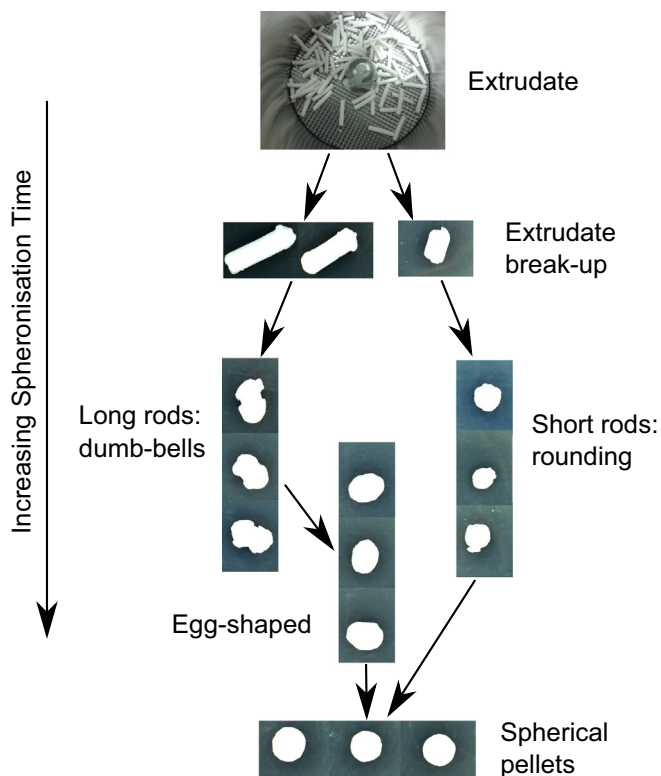 Extrudate
Increasing Spheronisation Time
Extrudate
break-up
Long rods:
dumb-bells
Short rods:
rounding
Egg-shaped
Spherical
pellets